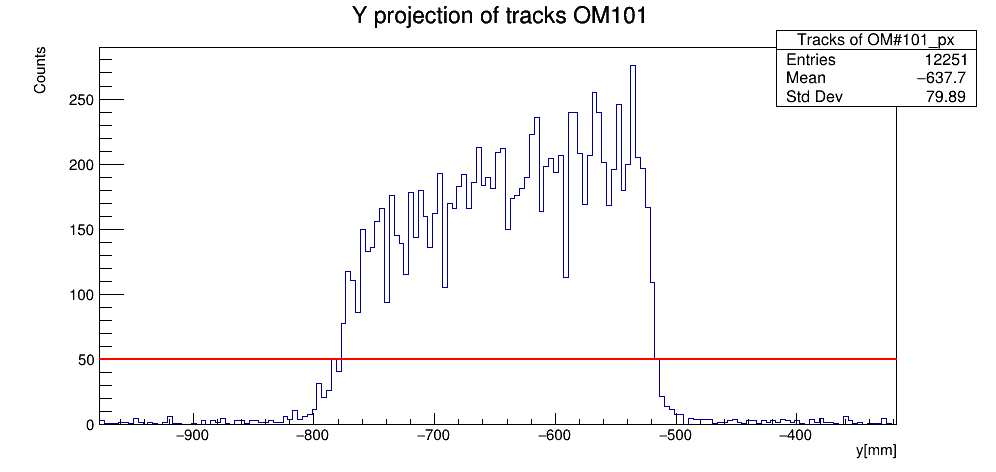 Y projection of tracks OM101
Tracks of OM#101_px
Entries 12251
Mean −637.7
Std Dev 79.89
Counts
250
200
150
100
50
0
−900 −800 −700 −600 −500 −400
y[mm]